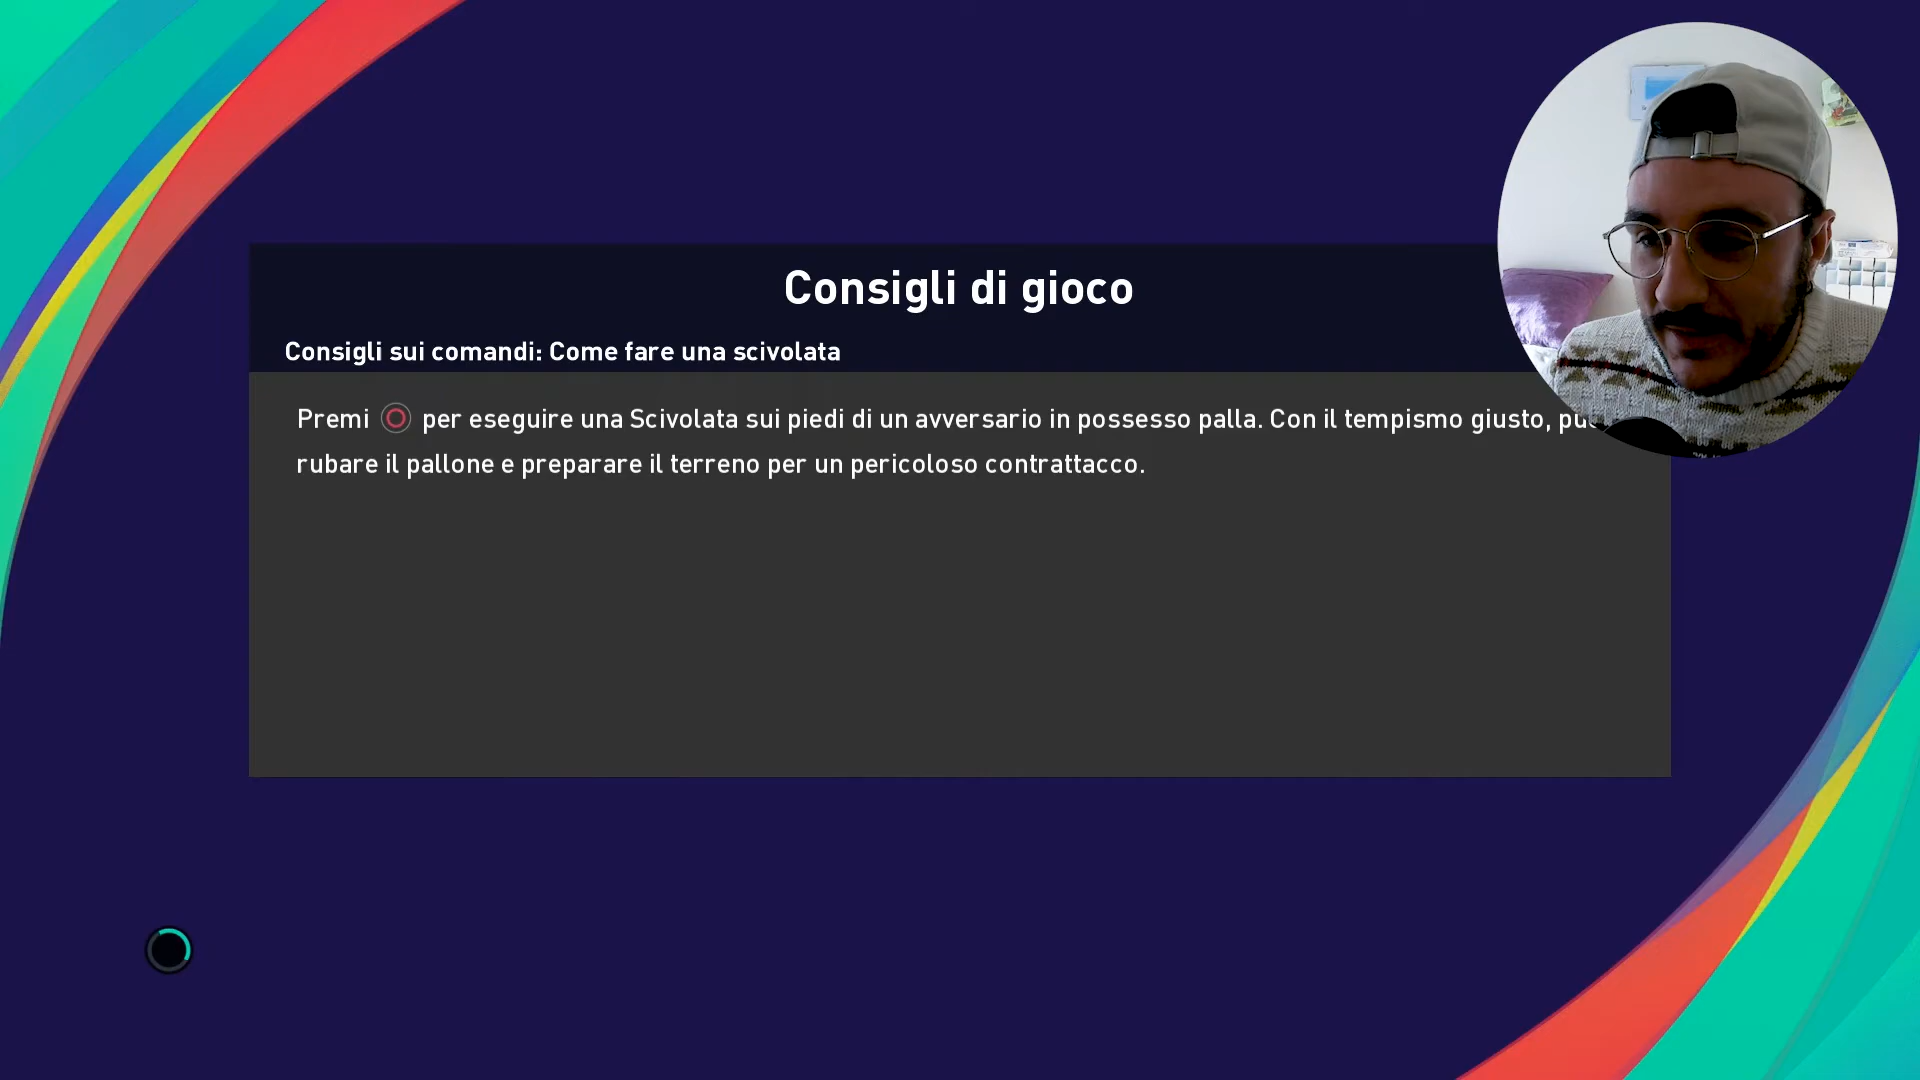 Consigli di gioco
Consigli sui comandi: Come fare una scivolata
Premi per eseguire una Scivolata sui piedi di un avversario in possesso palla. Con il tempismo giusto,
rubare il pallone e preparare il terreno per un pericoloso contrattacco.